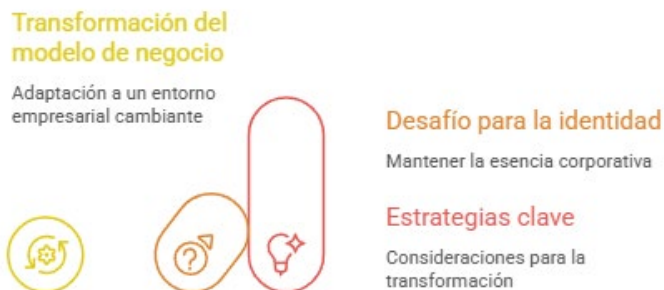 Transformación del
modelo de negocio
Adaptación a un entorno
empresarial cambiante
Desafío para la identidad
Mantener la esencia corporativa
Estrategias clave
Consideraciones para la
transformación
?